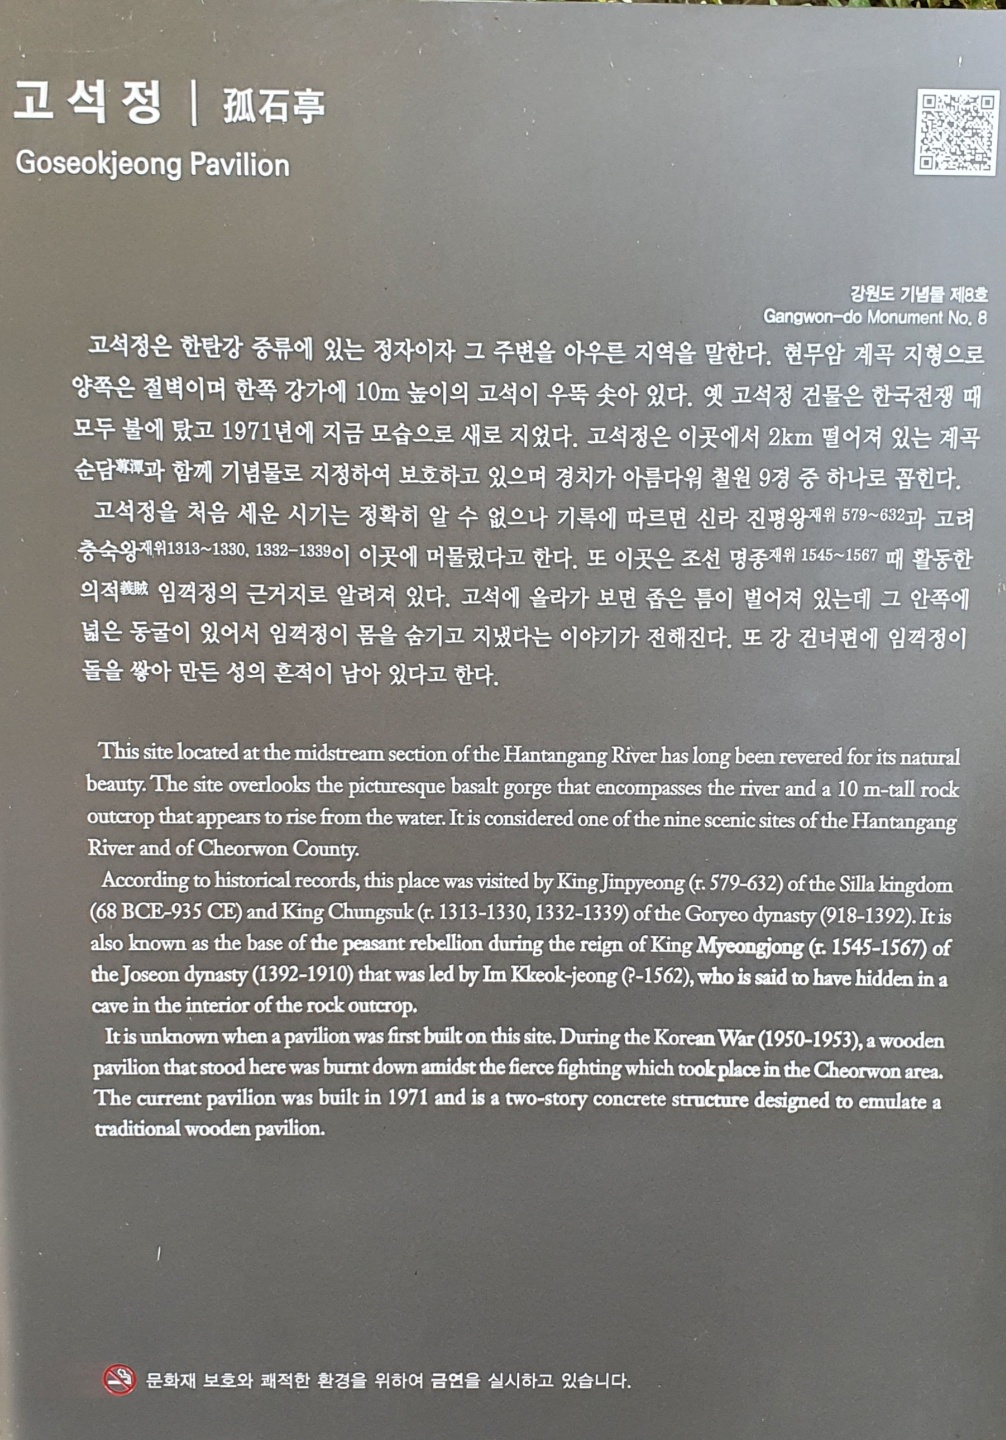 고석정 | 孤石亭
Goseokjeong Pavilion
강원도 기념물 제8호
Gangwon-do Monument No. 8
고석정은 한탄강 중류에 있는 정자이자 그 주변을 아우른 지역을 말한다. 현무암 계곡 지형으로
양쪽은 절벽이며 한쪽 강가에 10m 높이의 고석이 우뚝 솟아 있다. 옛 고석정 건물은 한국전쟁 때
모두 불에 탔고 1971년에 지금 모습으로 새로 지었다. 고석정은 이곳에서 2km 떨어져 있는 계곡
순담蓴潭과 함께 기념물로 지정하여 보호하고 있으며 경치가 아름다워 철원 9경 중 하나로 꼽힌다.
고석정을 처음 세운 시기는 정확히 알 수 없으나 기록에 따르면 신라 진평왕재위 579~632과 고려
충숙왕재위1313~1330, 1332-1339이 이곳에 머물렀다고 한다. 또 이곳은 조선 명종재위 1545~1567 때 활동한
의적義賊 임꺽정의 근거지로 알려져 있다. 고석에 올라가 보면 좁은 틈이 벌어져 있는데 그 안쪽에
넓은 동굴이 있어서 임꺽정이 몸을 숨기고 지냈다는 이야기가 전해진다. 또 강 건너편에 임꺽정이
돌을 쌓아 만든 성의 흔적이 남아 있다고 한다.
This site located at the midstream section of the Hantangang River has long been revered for its natural
beauty. The site overlooks the picturesque basalt gorge that encompasses the river and a 10 m-tall rock
outcrop that appears to rise from the water. It is considered one of the nine scenic sites of the Hantangang
River and of Cheorwon County.
According to historical records, this place was visited by King Jinpyeong (r. 579-632) of the Silla kingdom
(68 BCE-935 CE) and King Chungsuk (r. 1313-1330, 1332-1339) of the Goryeo dynasty (918-1392). It is
also known as the base of the peasant rebellion during the reign of King Myeongjong (r. 1545-1567) of
the Joseon dynasty (1392-1910) that was led by Im Kkeok-jeong (?-1562), who is said to have hidden in a
cave in the interior of the rock outcrop.
It is unknown when a pavilion was first built on this site. During the Korean War (1950-1953), a wooden
pavilion that stood here was burnt down amidst the fierce fighting which took place in the Cheorwon area.
The current pavilion was built in 1971 and is a two-story concrete structure designed to emulate a
traditional wooden pavilion.
문화재 보호와 쾌적한 환경을 위하여 금연을 실시하고 있습니다.